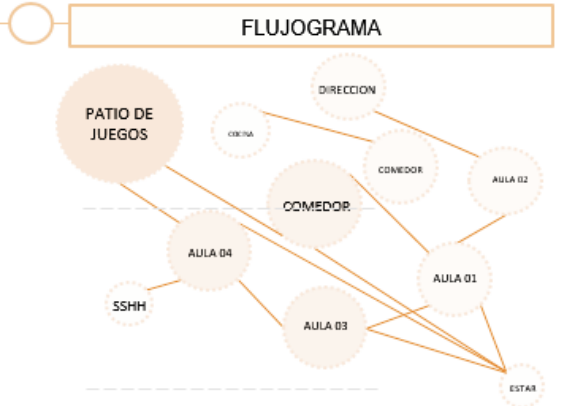 FLUJOGRAMA
DIRECCION
PATIO DE
JUEGOS
COCINA
COMEDOR
AULA 02
COMEDOR
AULA 04
AULA 01
SSHH
AULA 03
ESTAR